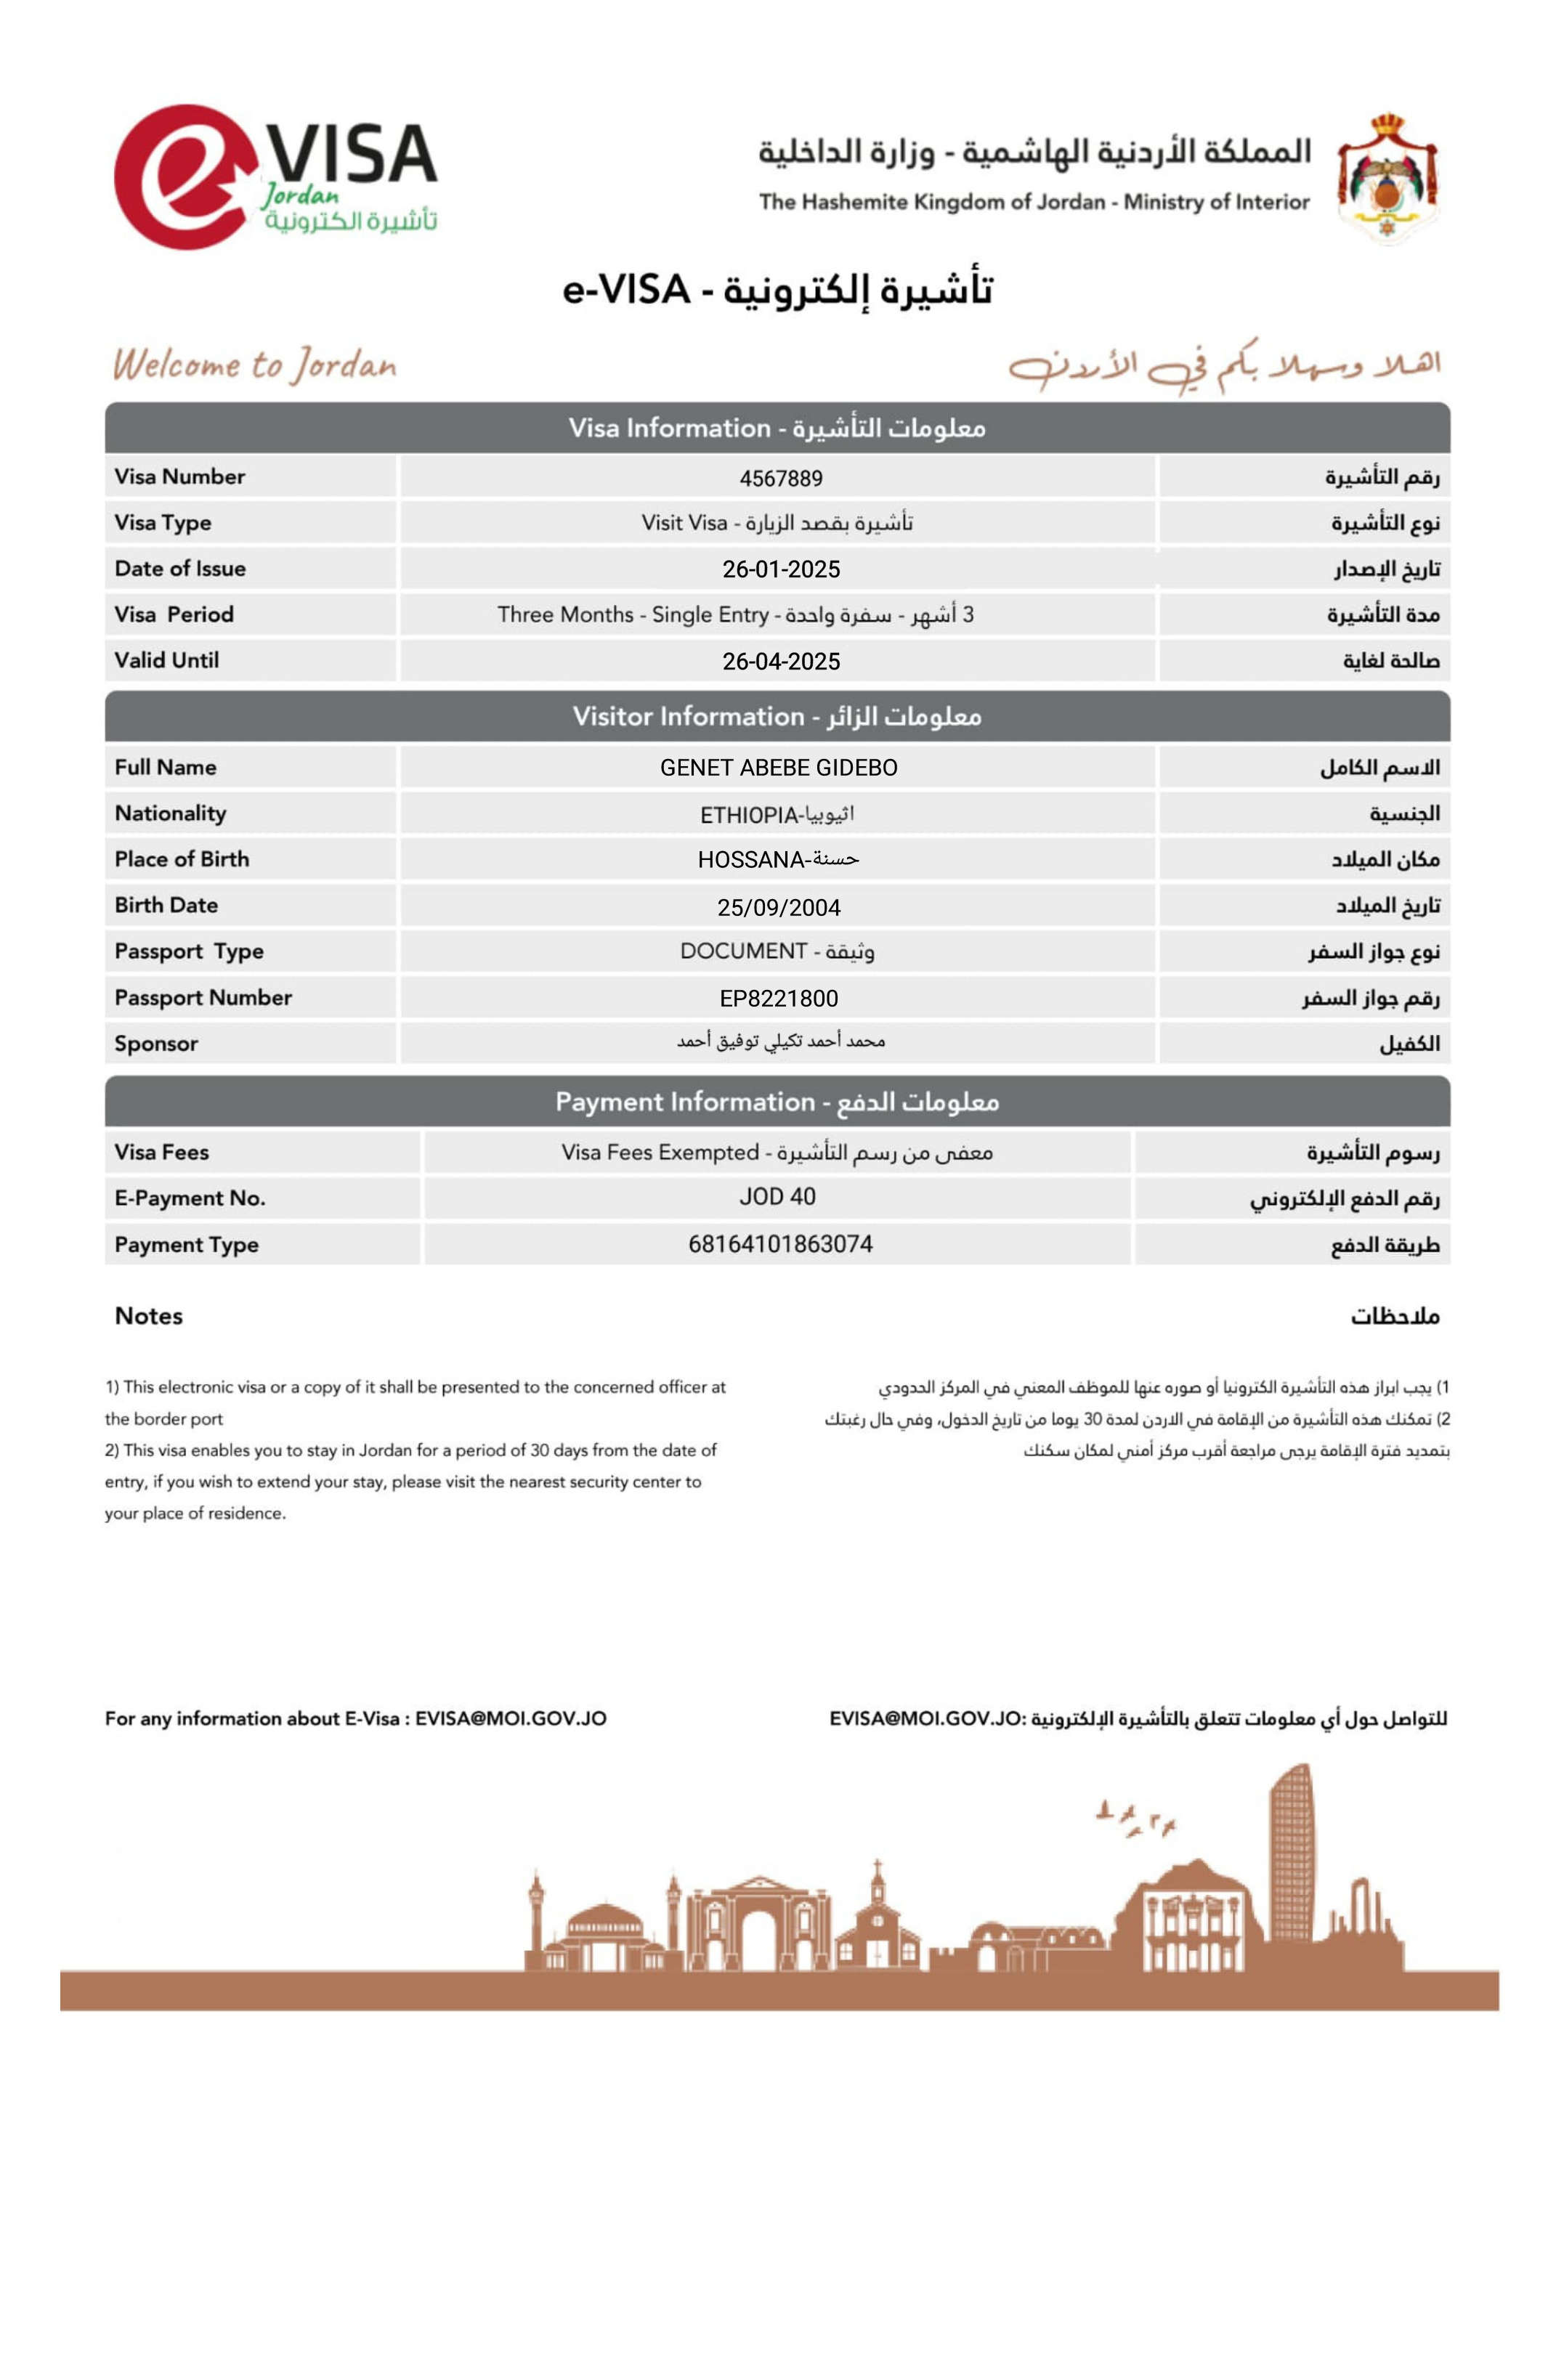 e VISA
Jordan
تأشيرة الكترونية
المملكة الأردنية الهاشمية - وزارة الداخلية
The Hashemite Kingdom of Jordan - Ministry of Interior
e-VISA - تأشيرة إلكترونية
Welcome to Jordan
اهلا وسهلا بكم في الأردن
Visa Information - معلومات التأشيرة
Visa Number 4567889 رقم التأشيرة
Visa Type Visit Visa - تأشيرة بقصد الزيارة نوع التأشيرة
Date of Issue 26-01-2025 تاريخ الإصدار
Visa Period Three Months - Single Entry - 3 أشهر - سفرة واحدة مدة التأشيرة
Valid Until 26-04-2025 صالحة لغاية
Visitor Information - معلومات الزائر
Full Name GENET ABEBE GIDEBO الاسم الكامل
Nationality ETHIOPIA-اثيوبيا الجنسية
Place of Birth HOSSANA-حسنة مكان الميلاد
Birth Date 25/09/2004 تاريخ الميلاد
Passport Type DOCUMENT - وثيقة نوع جواز السفر
Passport Number EP8221800 رقم جواز السفر
Sponsor محمد أحمد تكيلي توفيق أحمد الكفيل
Payment Information - معلومات الدفع
Visa Fees Visa Fees Exempted - معفى من رسم التأشيرة رسوم التأشيرة
E-Payment No. JOD 40 رقم الدفع الإلكتروني
Payment Type 68164101863074 طريقة الدفع
Notes
ملاحظات
1) This electronic visa or a copy of it shall be presented to the concerned officer at
the border port
2) This visa enables you to stay in Jordan for a period of 30 days from the date of
entry, if you wish to extend your stay, please visit the nearest security center to
your place of residence.
1) يجب ابراز هذه التأشيرة الكترونيا أو صوره عنها للموظف المعني في المركز الحدودي
2) تمكنك هذه التأشيرة من الإقامة في الاردن لمدة 30 يوما من تاريخ الدخول، وفي حال رغبتك
بتمديد فترة الإقامة يرجى مراجعة أقرب مركز أمني لمكان سكنك
For any information about E-Visa : EVISA@MOI.GOV.JO
للتواصل حول أي معلومات تتعلق بالتأشيرة الإلكترونية :EVISA@MOI.GOV.JO